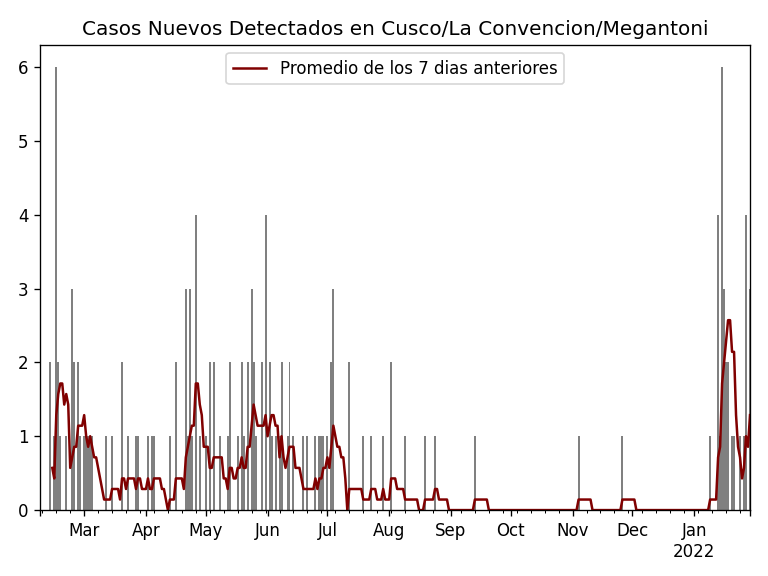 Casos Nuevos Detectados en Cusco/La Convencion/Megantoni
Promedio de los 7 dias anteriores
6
5
4
3
2
1
0
Mar Apr May Jun Jul Aug Sep Oct Nov Dec Jan
2022